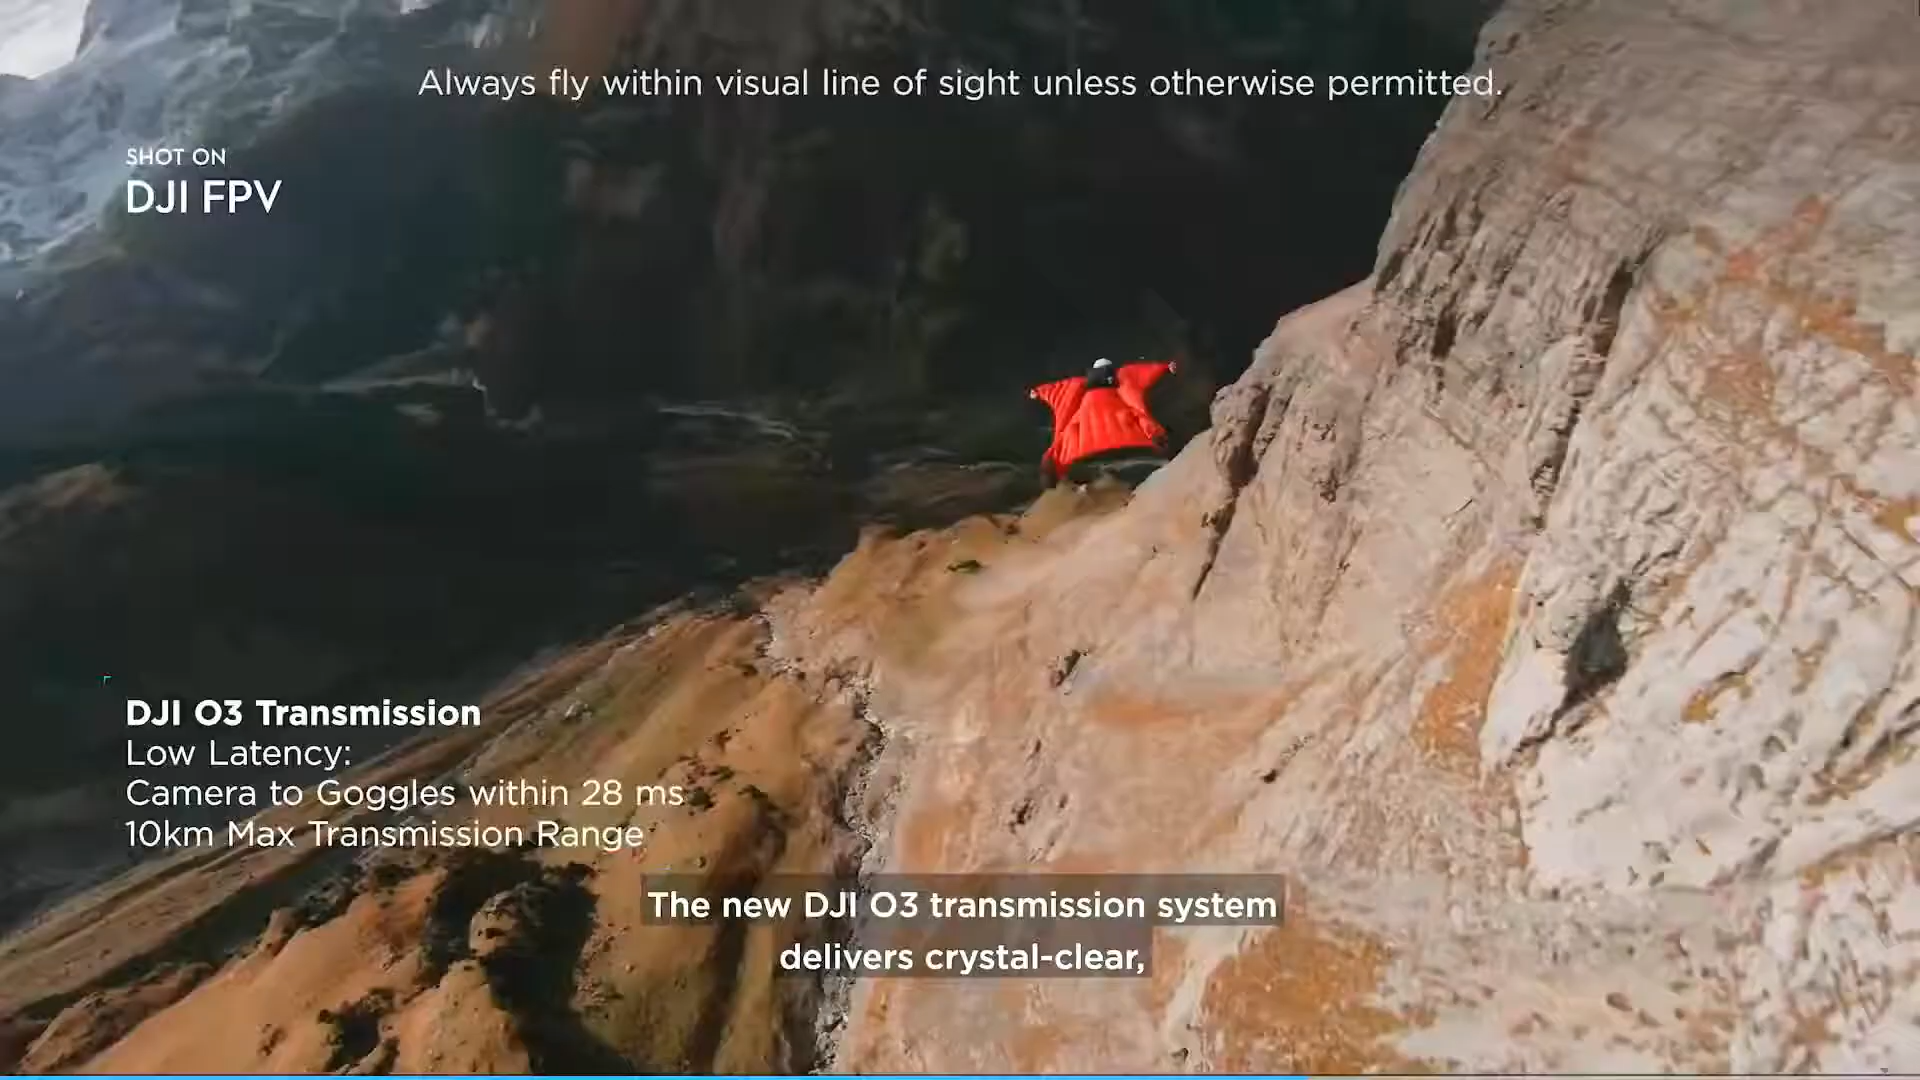 Always fly within visual line of sight unless otherwise permitted.
SHOT ON
DJI FPV
DJI O3 Transmission
Low Latency:
Camera to Goggles within 28 ms
10km Max Transmission Range
The new DJI O3 transmission system
delivers crystal-clear,